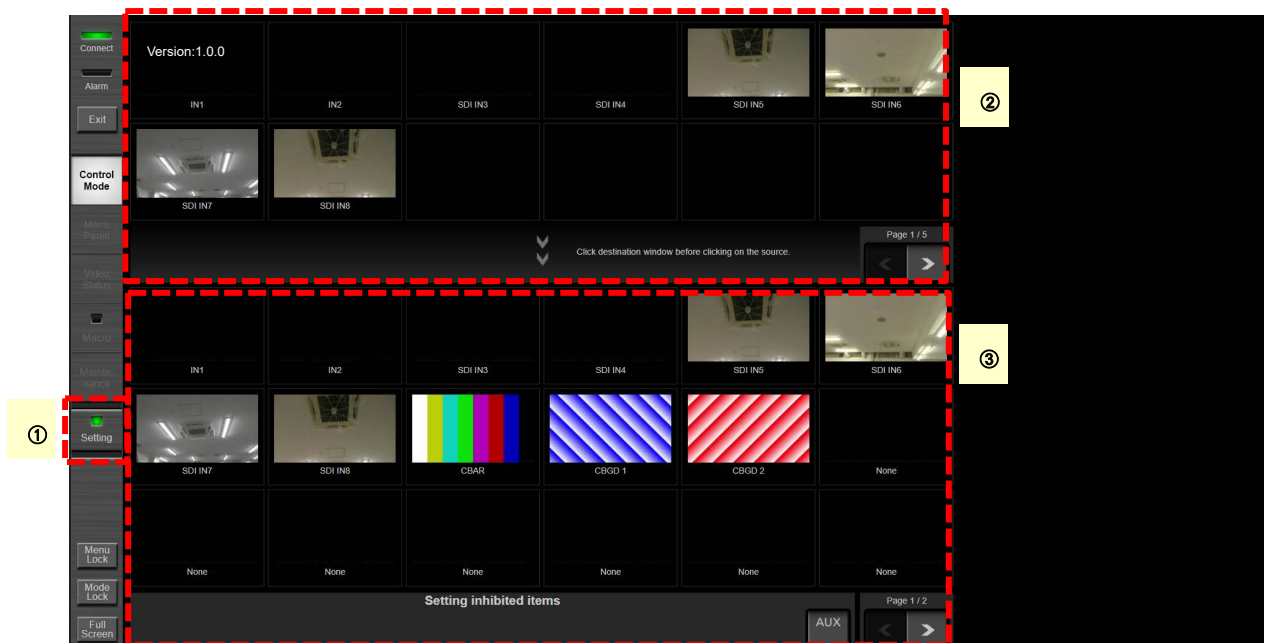 Connect
Alarm
Exit
Control
Mode
Menu
Panel
Video
Status
Macro
Mainte-
nance
①
Setting
Menu
Lock
Mode
Lock
Full
Screen
Version:1.0.0
IN1
IN2
SDI IN3
SDI IN4
SDI IN5
SDI IN6
②
SDI IN7
SDI IN8
Click destination window before clicking on the source.
Page 1 / 5
< >
IN1
IN2
SDI IN3
SDI IN4
SDI IN5
SDI IN6
③
SDI IN7
SDI IN8
CBAR
CBGD 1
CBGD 2
None
None
None
None
None
None
None
Setting inhibited items
AUX
Page 1 / 2
< >